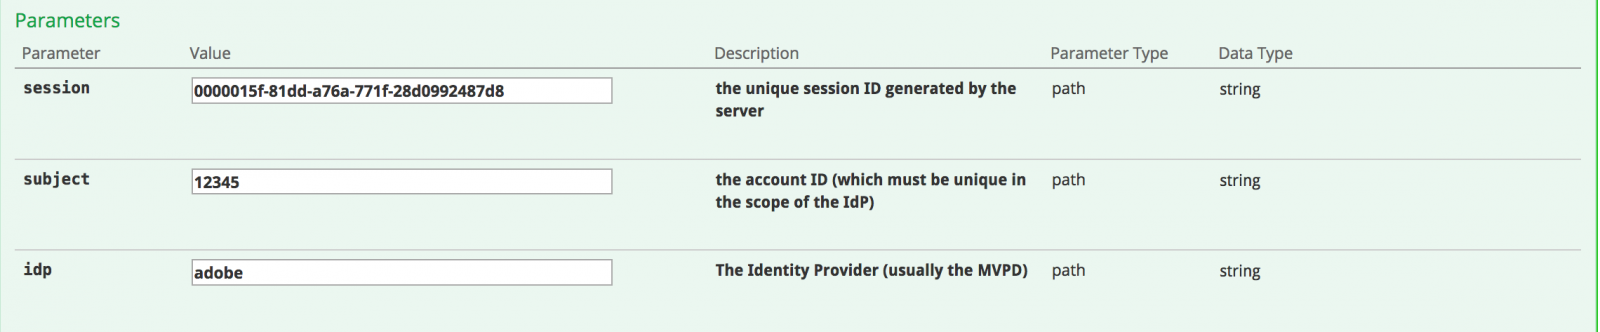 Parameters
Parameter Value Description Parameter Type Data Type
session 0000015f-81dd-a76a-771f-28d0992487d8 the unique session ID generated by the path string
server
subject 12345 the account ID (which must be unique in path string
the scope of the IdP)
idp adobe The Identity Provider (usually the MVPD) path string